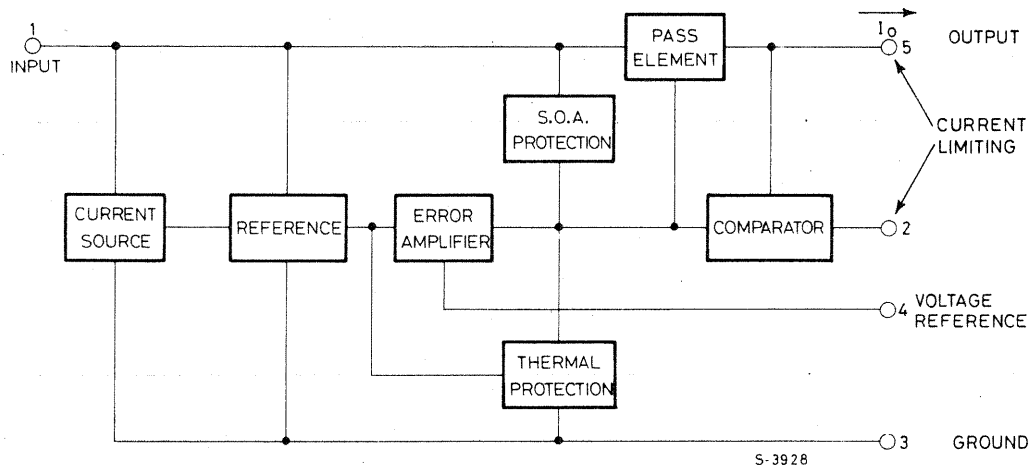 1
INPUT
PASS
ELEMENT
Io
5
OUTPUT
S.O.A.
PROTECTION
CURRENT
LIMITING
CURRENT
SOURCE
REFERENCE
ERROR
AMPLIFIER
COMPARATOR
2
4
VOLTAGE
REFERENCE
THERMAL
PROTECTION
3
GROUND
S-3928